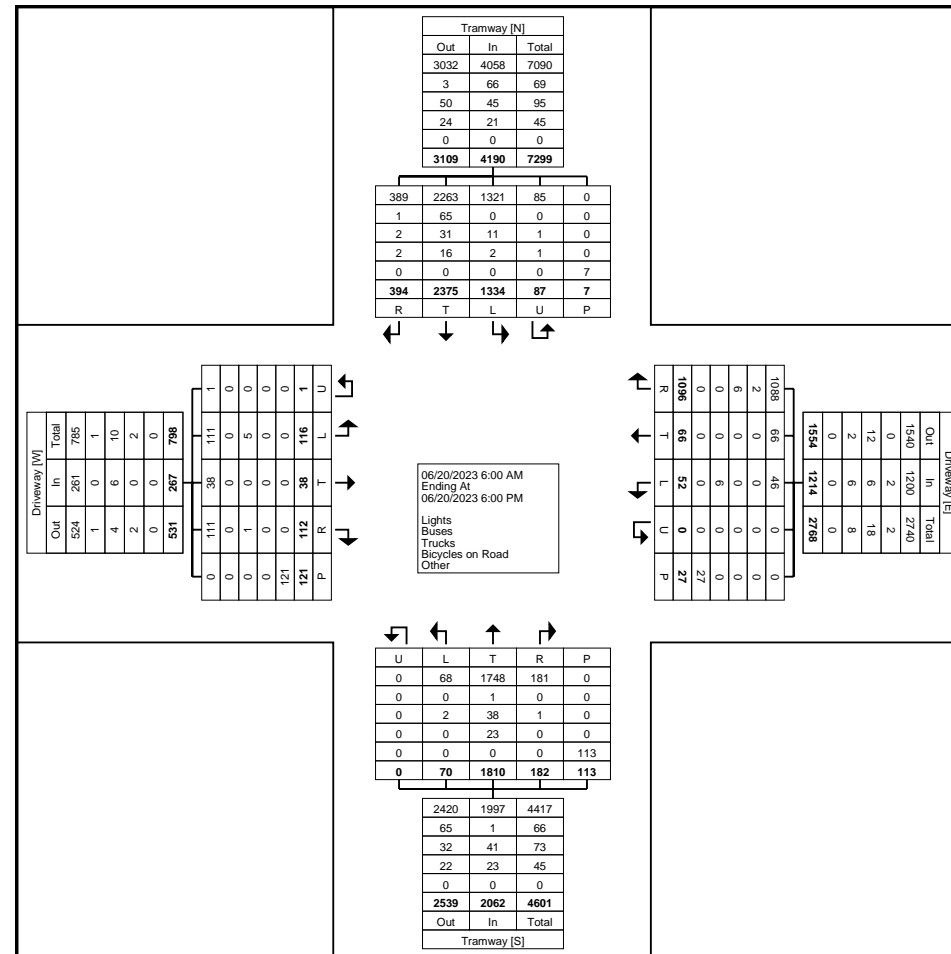 Tramway [N]
Out In Total
3032 4058 7090
3 66 69
50 45 95
24 21 45
0 0 0
3109 4190 7299
389 2263 1321 85 0
1 65 0 0 0
2 31 11 1 0
2 16 2 1 0
0 0 0 0 7
394 2375 1334 87 7
R T L U P
Driveway [W]
Out In Total
524 261 785
1 0 1
4 6 10
2 0 2
0 0 0
531 267 798
0 111 38 111 1
0 0 0 0 0
0 1 0 5 0
0 0 0 0 0
121 0 0 0 0
121 112 38 116 1
P R T L U
06/20/2023 6:00 AM
Ending At
06/20/2023 6:00 PM
Lights
Buses
Trucks
Bicycles on Road
Other
Driveway [E]
Out In Total
1540 1200 2740
0 2 2
12 6 18
2 6 8
0 0 0
1554 1214 2768
1088 66 46 0 0
2 0 0 0 0
6 0 6 0 0
0 0 0 0 0
0 0 0 0 27
1096 66 52 0 27
R T L U P
U L T R P
0 68 1748 181 0
0 0 1 0 0
0 2 38 1 0
0 0 23 0 0
0 0 0 0 113
0 70 1810 182 113
2420 1997 4417
65 1 66
32 41 73
22 23 45
0 0 0
2539 2062 4601
Out In Total
Tramway [S]